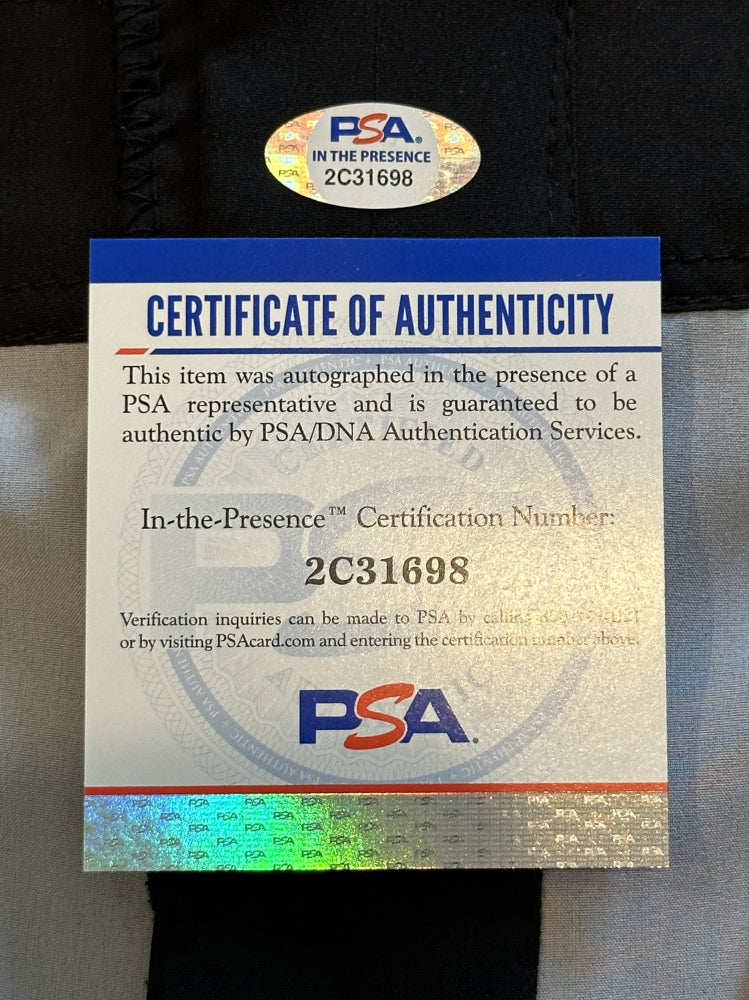 PSA®
IN THE PRESENCE
2C31698
CERTIFICATE OF AUTHENTICITY
This item was autographed in the presence of a
PSA representative and is guaranteed to be
authentic by PSA/DNA Authentication Services.
In-the-Presence™ Certification Number:
2C31698
Verification inquiries can be made to PSA by calling
or by visiting PSAcard.com and entering the certification number above.
PSA.